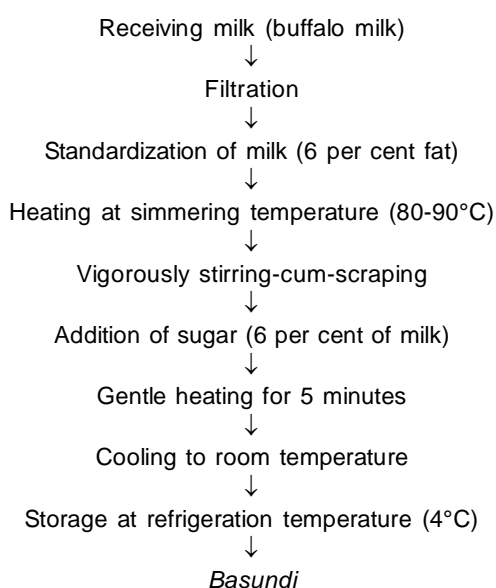 Receiving milk (buffalo milk)
↓
Filtration
↓
Standardization of milk (6 per cent fat)
↓
Heating at simmering temperature (80-90°C)
↓
Vigorously stirring-cum-scraping
↓
Addition of sugar (6 per cent of milk)
↓
Gentle heating for 5 minutes
↓
Cooling to room temperature
↓
Storage at refrigeration temperature (4°C)
↓
Basundi